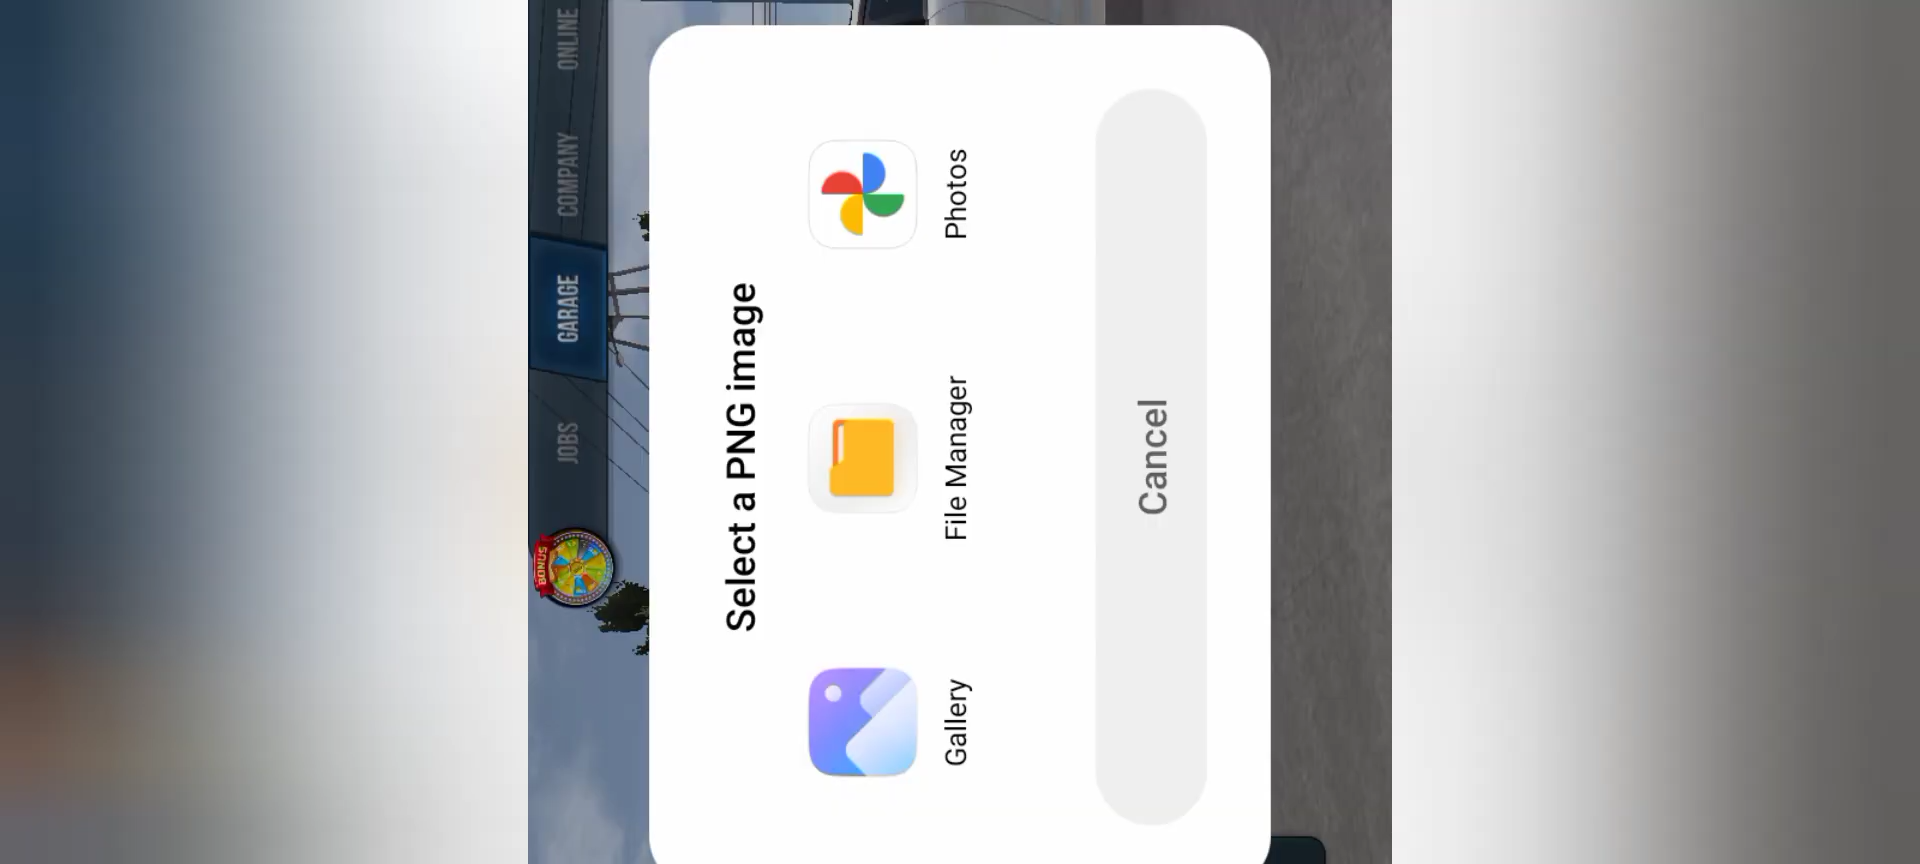 BONUS
JOBS
GARAGE
COMPANY
ONLINE
Select a PNG image
Gallery
File Manager
Photos
Cancel